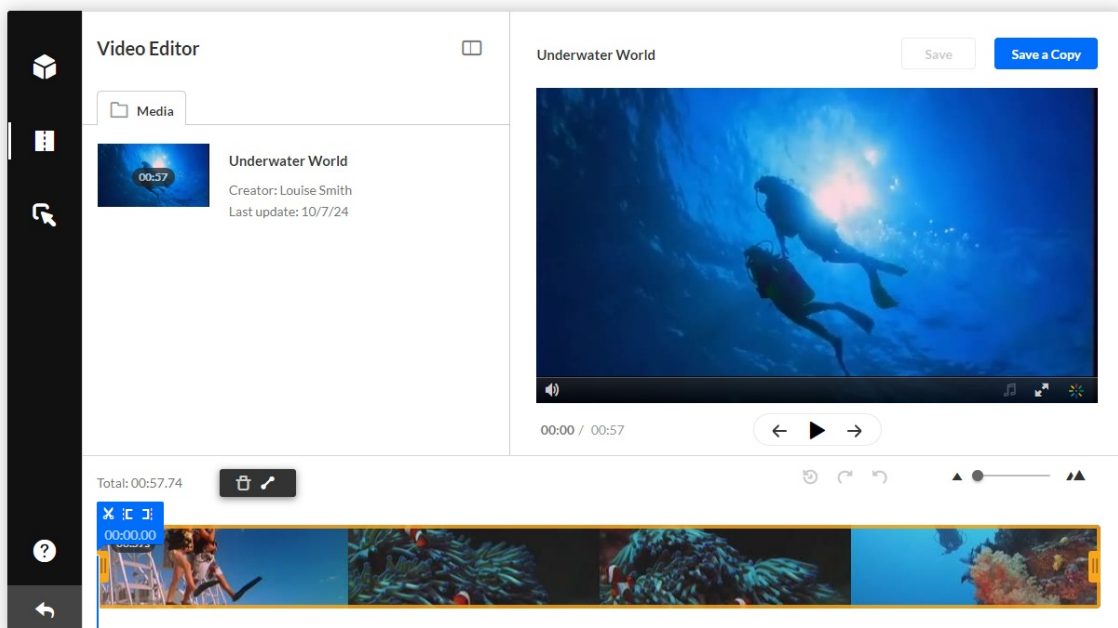 Video Editor
Media
00:57
Underwater World
Creator: Louise Smith
Last update: 10/7/24
Underwater World
Save
Save a Copy
00:00 / 00:57
Total: 00:57.74
00:00.00